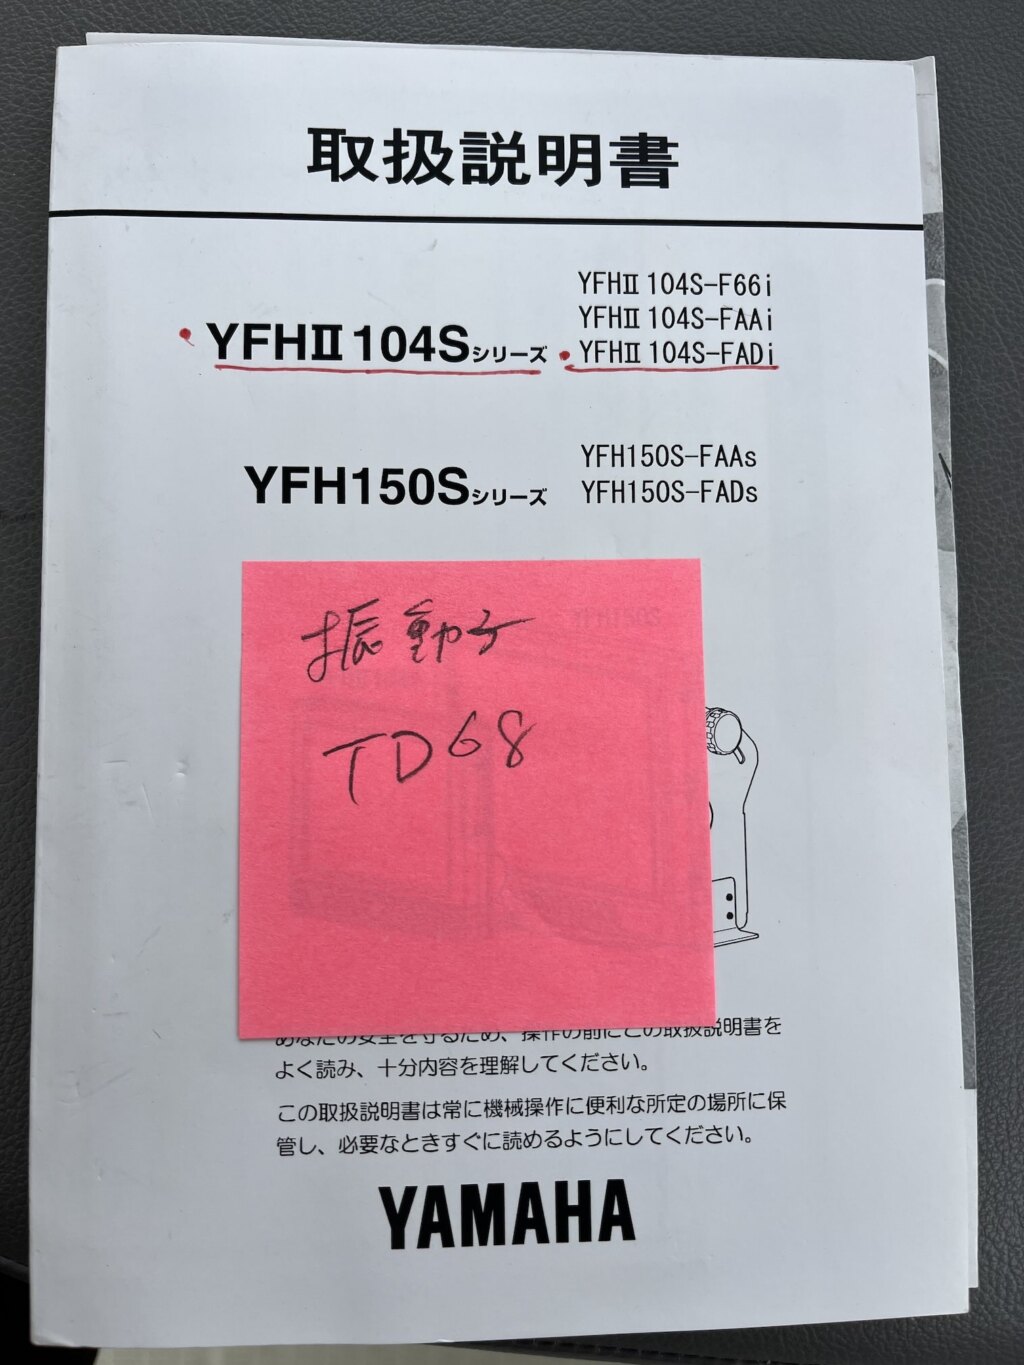 取扱説明書
YFHⅡ104S-F66i
YFHⅡ104S-FAAi
YFHⅡ104Sシリーズ YFHⅡ104S-FADi
YFH150S-FAAs
YFH150Sシリーズ YFH150S-FADs
振動子
TD68
あなたの安全を守るため、操作の前にこの取扱説明書を
よく読み、十分内容を理解してください。
この取扱説明書は常に機械操作に便利な所定の場所に保
管し、必要なときすぐに読めるようにしてください。
YAMAHA